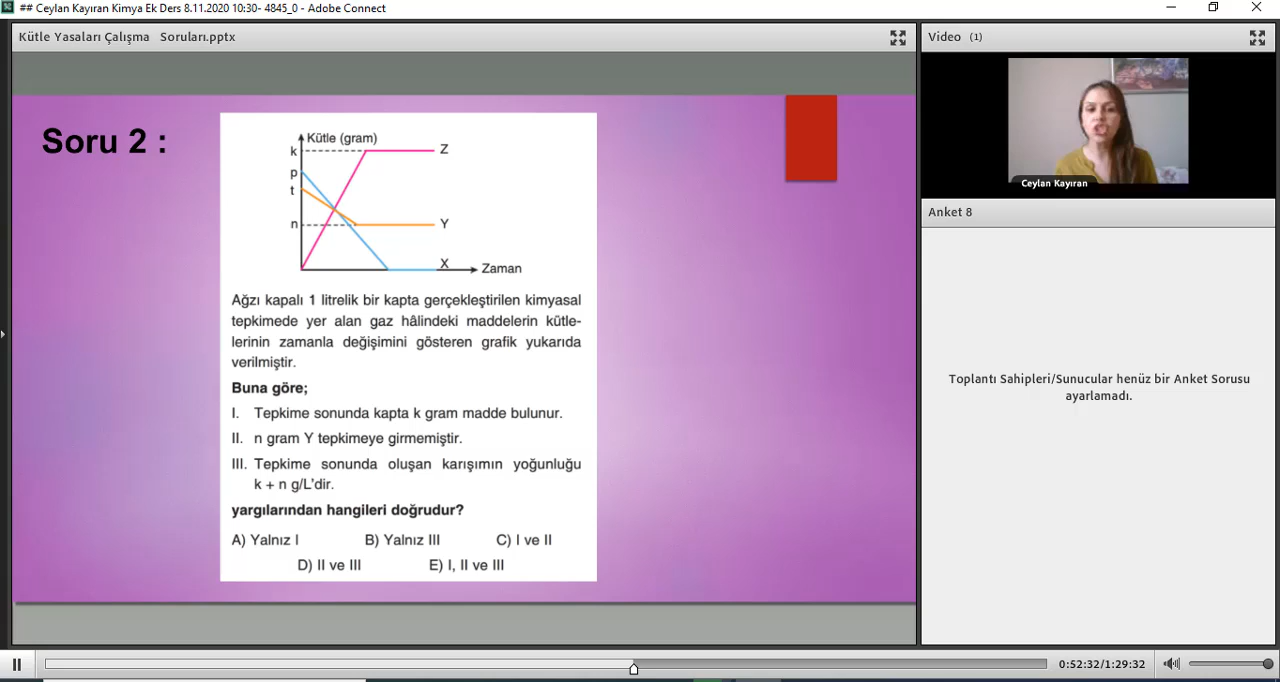 ## Ceylan Kayıran Kimya Ek Ders 8.11.2020 10:30- 4845_0 - Adobe Connect
Kütle Yasaları Çalışma Soruları.pptx
Soru 2 :
Kütle (gram)
k
Z
p
t
n
Y
X
Zaman
Ağzı kapalı 1 litrelik bir kapta gerçekleştirilen kimyasal
tepkimede yer alan gaz hâlindeki maddelerin kütle-
lerinin zamanla değişimini gösteren grafik yukarıda
verilmiştir.
Buna göre;
I. Tepkime sonunda kapta k gram madde bulunur.
II. n gram Y tepkimeye girmemiştir.
III. Tepkime sonunda oluşan karışımın yoğunluğu
k + n g/L'dir.
yargılarından hangileri doğrudur?
A) Yalnız I B) Yalnız III C) I ve II
D) II ve III E) I, II ve III
Video (1)
Ceylan Kayıran
Anket 8
Toplantı Sahipleri/Sunucular henüz bir Anket Sorusu
ayarlamadı.
0:52:32/1:29:32